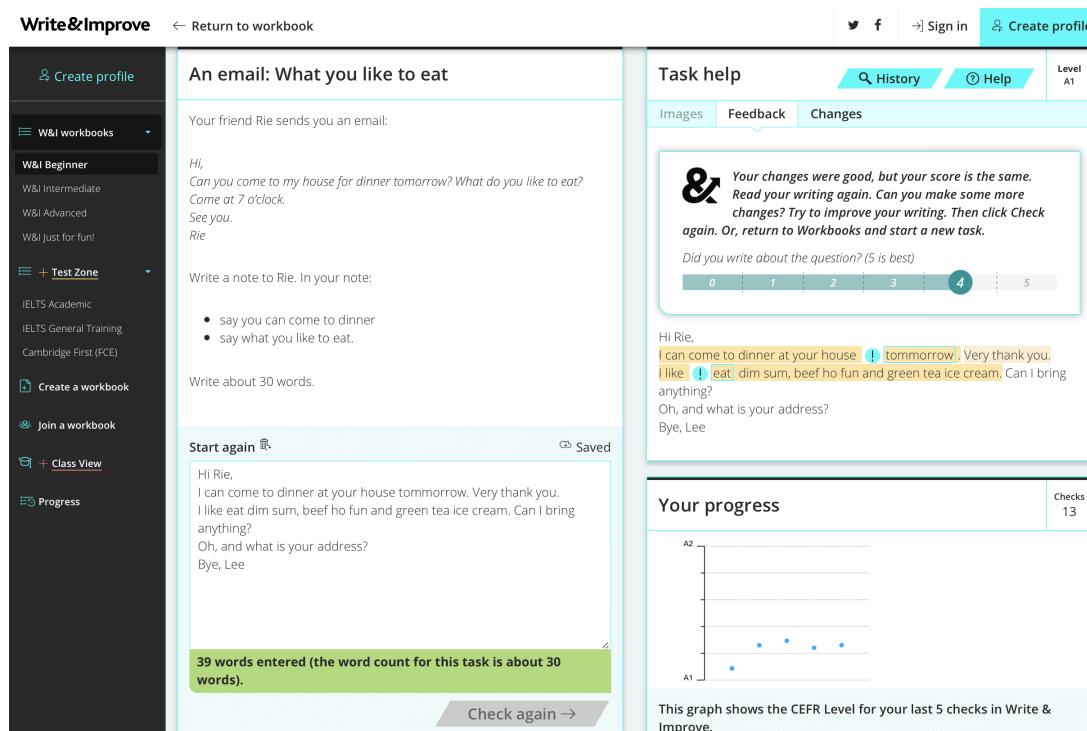 Write&Improve
← Return to workbook
→] Sign in
Create profile
Create profile
W&I workbooks
W&I Beginner
W&I Intermediate
W&I Advanced
W&I Just for fun!
+ Test Zone
IELTS Academic
IELTS General Training
Cambridge First (FCE)
Create a workbook
Join a workbook
+ Class View
Progress
An email: What you like to eat
Your friend Rie sends you an email:
Hi,
Can you come to my house for dinner tomorrow? What do you like to eat?
Come at 7 o'clock.
See you.
Rie
Write a note to Rie. In your note:
• say you can come to dinner
• say what you like to eat.
Write about 30 words.
Start again
Saved
Hi Rie,
I can come to dinner at your house tommorrow. Very thank you.
I like eat dim sum, beef ho fun and green tea ice cream. Can I bring
anything?
Oh, and what is your address?
Bye, Lee
39 words entered (the word count for this task is about 30
words).
Check again →
Task help
History
Help
Level
A1
Images
Feedback
Changes
&
Your changes were good, but your score is the same.
Read your writing again. Can you make some more
changes? Try to improve your writing. Then click Check
again. Or, return to Workbooks and start a new task.
Did you write about the question? (5 is best)
0 1 2 3 4 5
Hi Rie,
I can come to dinner at your house ! tommorrow . Very thank you.
I like ! eat dim sum, beef ho fun and green tea ice cream. Can I bring
anything?
Oh, and what is your address?
Bye, Lee
Your progress
Checks
13
A2
A1
This graph shows the CEFR Level for your last 5 checks in Write &
Improve.